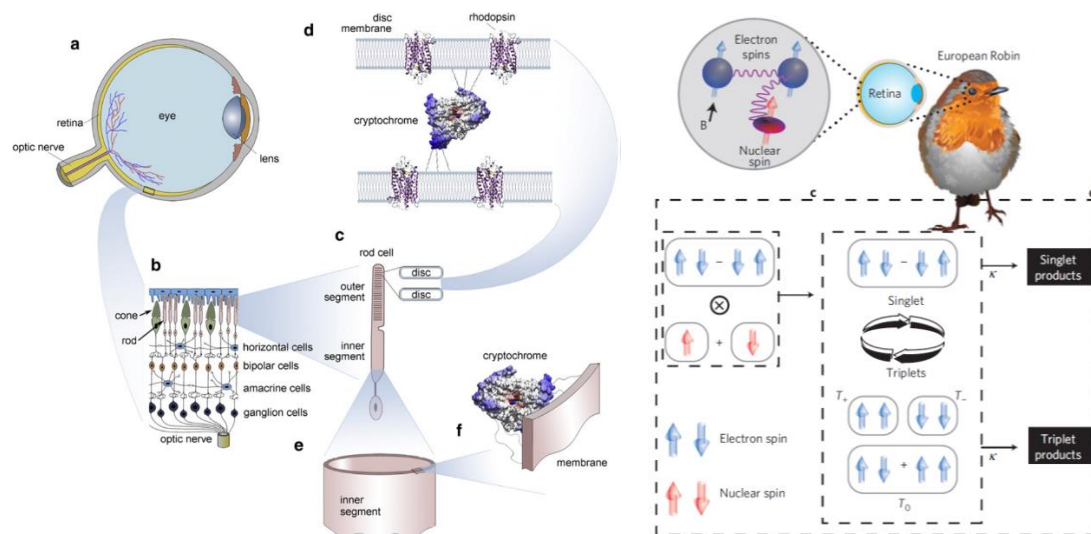 a
retina
optic nerve
eye
lens
d
disc
membrane
rhodopsin
cryptochrome
b
cone
rod
horizontal cells
bipolar cells
amacrine cells
ganglion cells
optic nerve
c
rod cell
outer
segment
inner
segment
disc
disc
e
inner
segment
cryptochrome
f
membrane
Electron
spins
B
Nuclear
spin
Retina
European Robin
c
–
⊗
+
Electron spin
Nuclear spin
–
Singlet
Triplets
T+
T–
+
T0
κ
Singlet
products
κ
Triplet
products